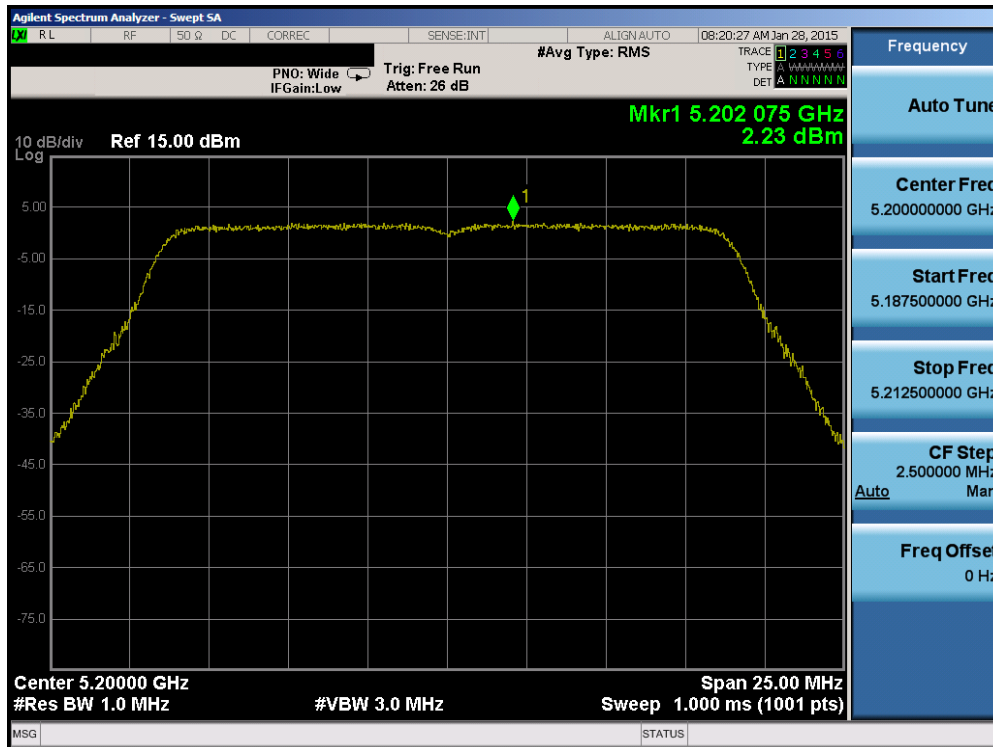 Agilent Spectrum Analyzer - Swept SA
LXI RL RF 50 Ω DC CORREC SENSE:INT ALIGN AUTO 08:20:27 AM Jan 28, 2015
#Avg Type: RMS
TRACE 1 2 3 4 5 6
TYPE A WWWWW
DET A N N N N N
PNO: Wide
IFGain:Low
Trig: Free Run
Atten: 26 dB
Mkr1 5.202 075 GHz
2.23 dBm
10 dB/div
Log
Ref 15.00 dBm
1
5.00
-5.00
-15.0
-25.0
-35.0
-45.0
-55.0
-65.0
-75.0
Center 5.20000 GHz
#Res BW 1.0 MHz
#VBW 3.0 MHz
Span 25.00 MHz
Sweep 1.000 ms (1001 pts)
MSG
STATUS
Frequency
Auto Tune
Center Freq
5.200000000 GHz
Start Freq
5.187500000 GHz
Stop Freq
5.212500000 GHz
CF Step
2.500000 MHz
Auto Man
Freq Offset
0 Hz